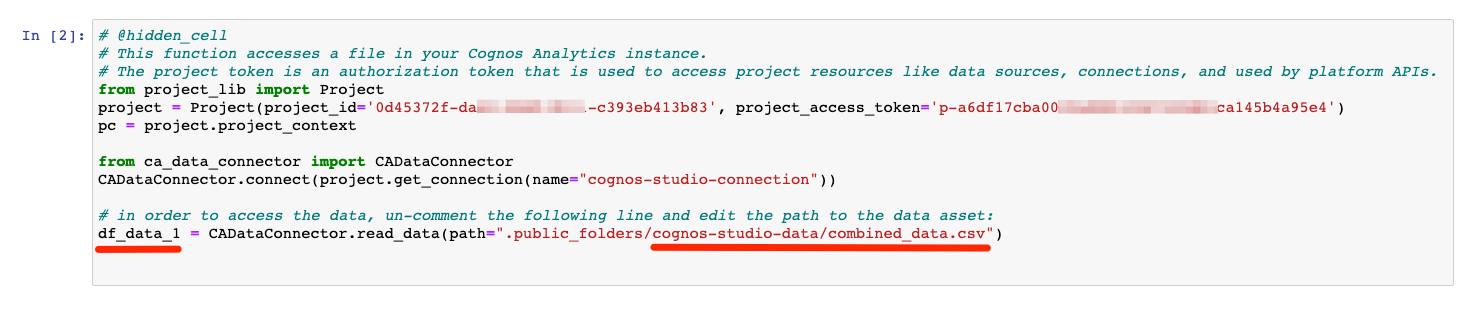 In [2]:
# @hidden_cell
# This function accesses a file in your Cognos Analytics instance.
# The project token is an authorization token that is used to access project resources like data sources, connections, and used by platform APIs.
from project_lib import Project
project = Project(project_id='0d45372f-da -c393eb413b83', project_access_token='p-a6df17cba00 ca145b4a95e4')
pc = project.project_context
from ca_data_connector import CADataConnector
CADataConnector.connect(project.get_connection(name="cognos-studio-connection"))
# in order to access the data, un-comment the following line and edit the path to the data asset:
df_data_1 = CADataConnector.read_data(path=".public_folders/cognos-studio-data/combined_data.csv")